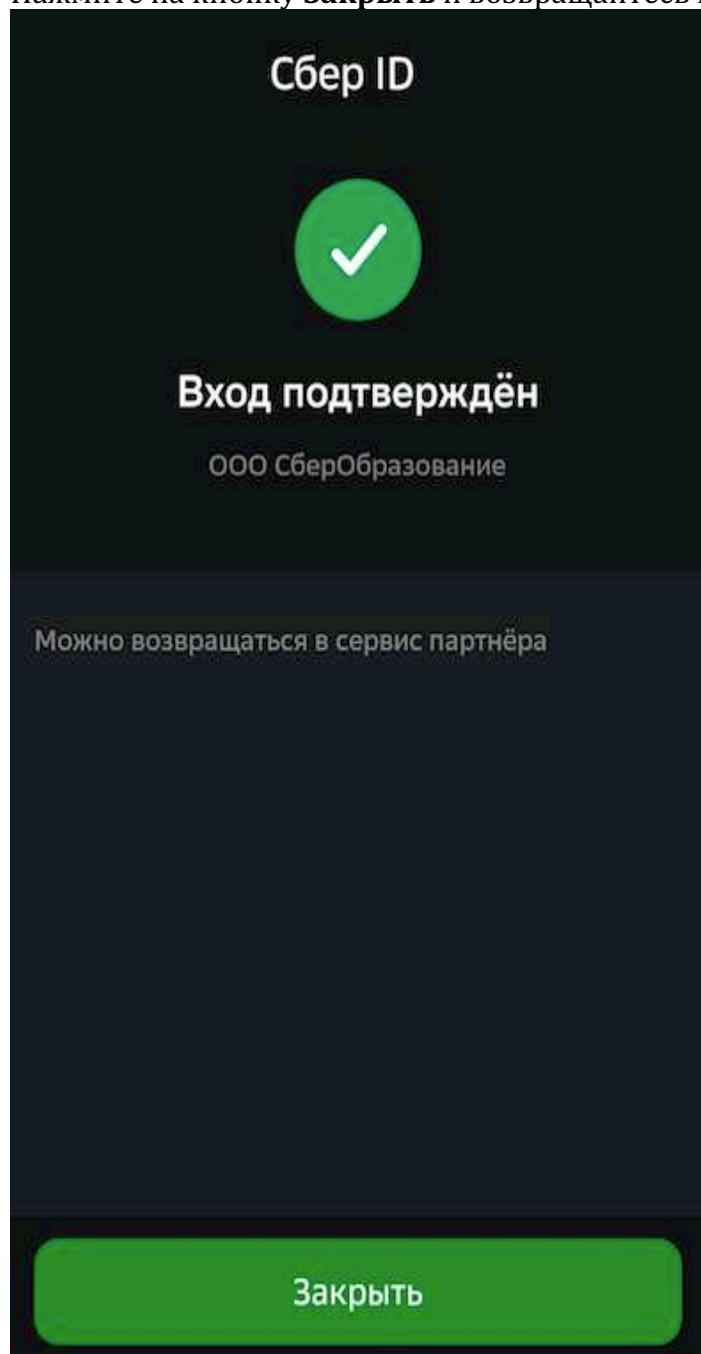 Нажмите на кнопку Закрыть и возвращайтесь
Сбер ID
Вход подтверждён
ООО СберОбразование
Можно возвращаться в сервис партнёра
Закрыть